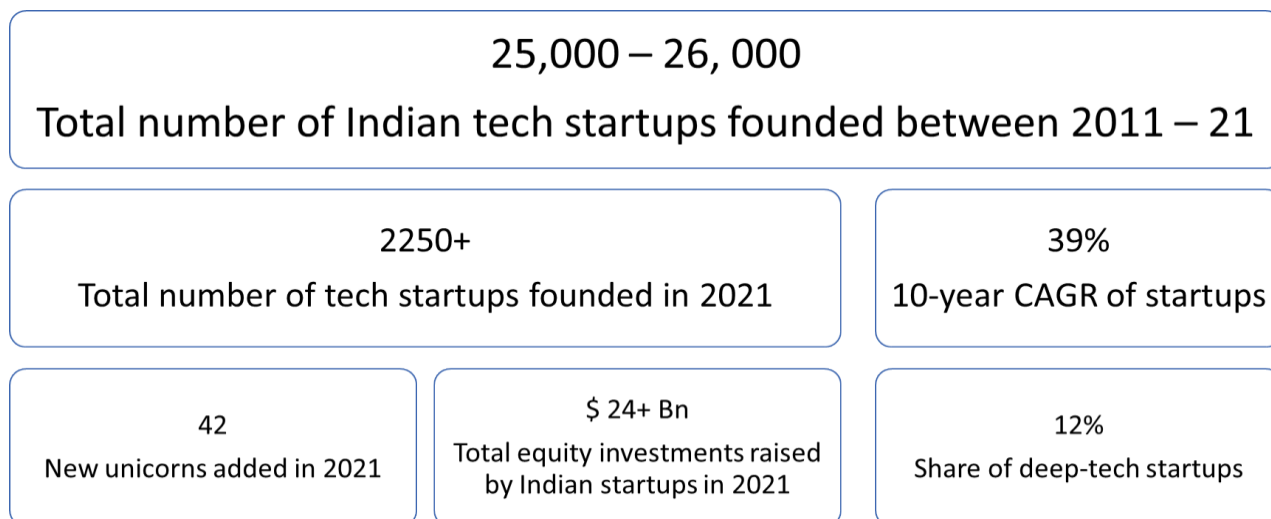 25,000 – 26, 000
Total number of Indian tech startups founded between 2011 – 21
2250+
Total number of tech startups founded in 2021
39%
10-year CAGR of startups
42
New unicorns added in 2021
$ 24+ Bn
Total equity investments raised
by Indian startups in 2021
12%
Share of deep-tech startups